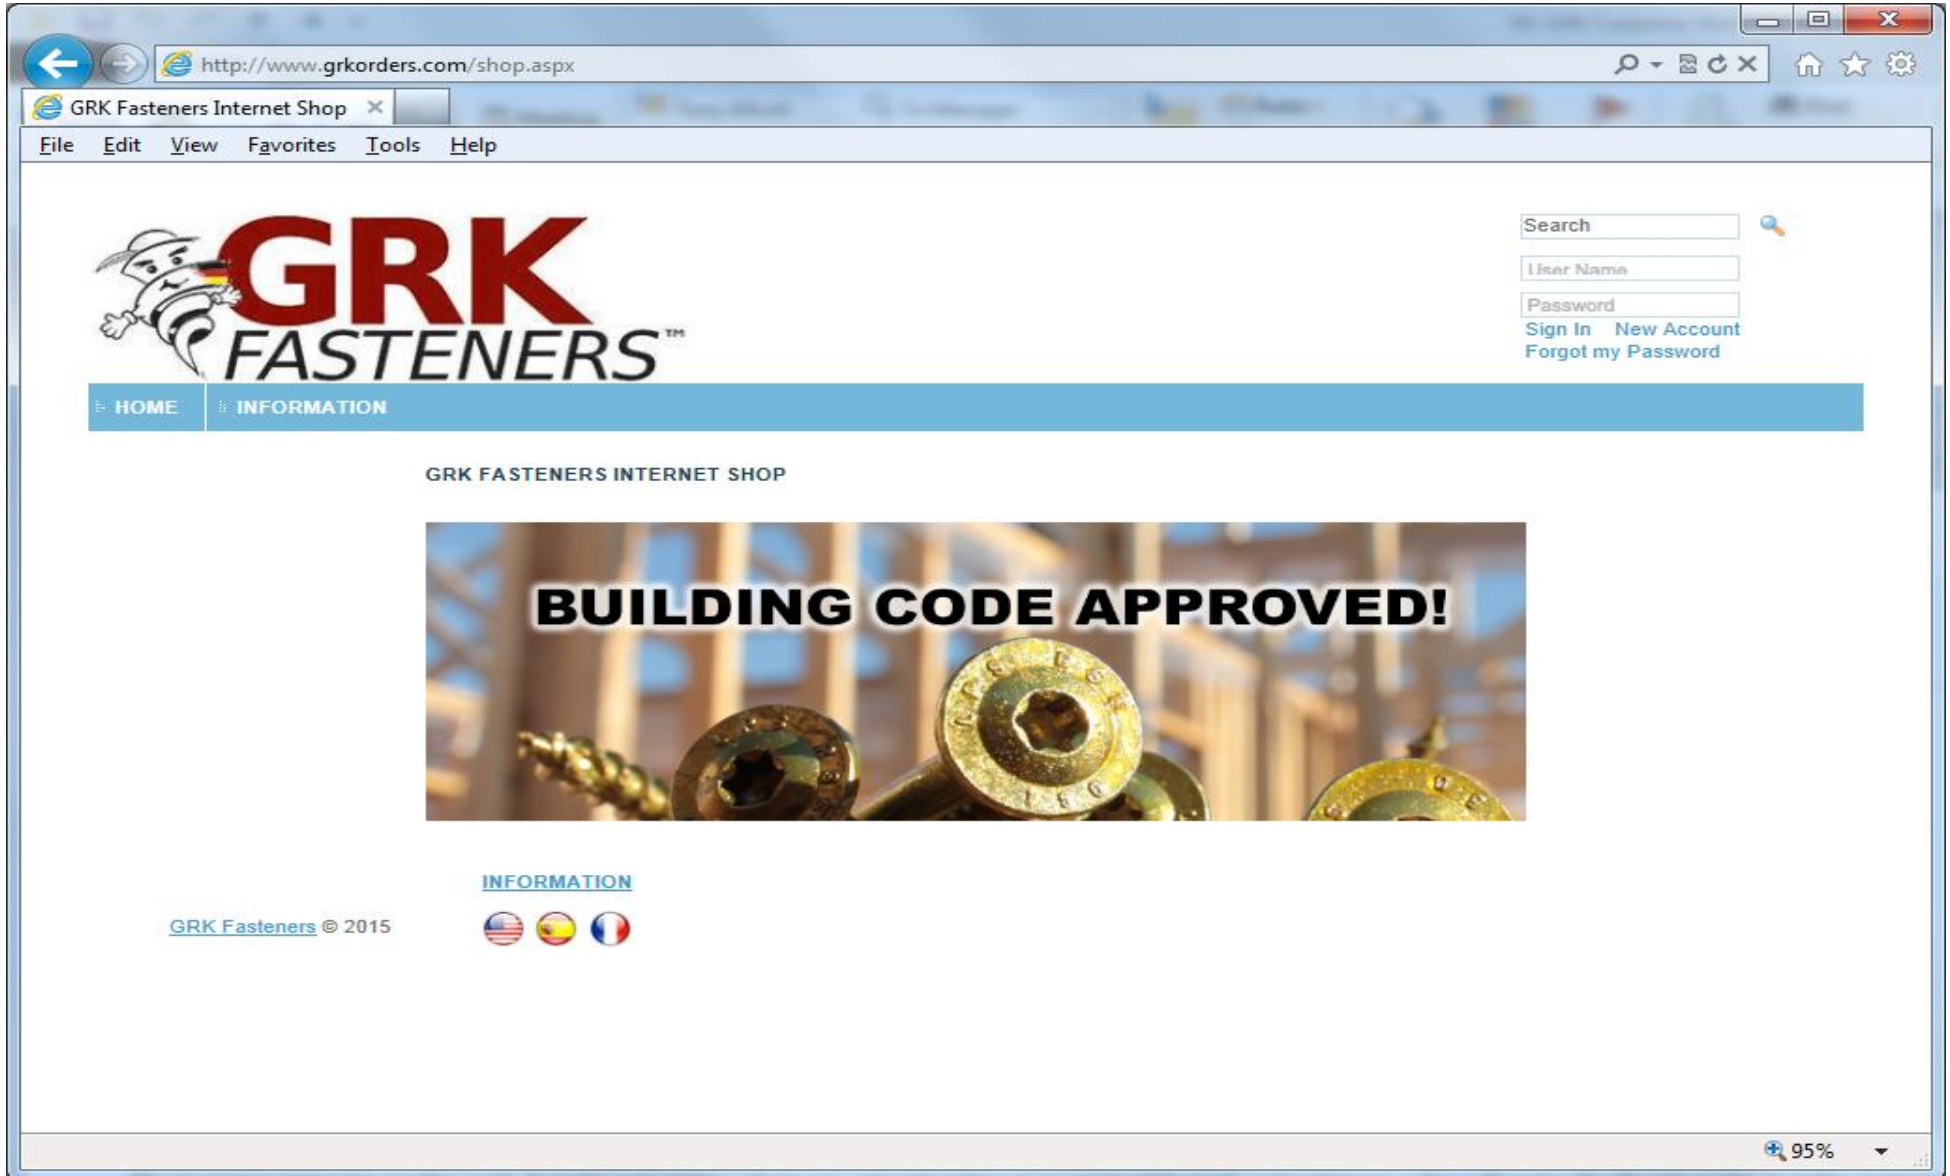 http://www.grkorders.com/shop.aspx
GRK Fasteners Internet Shop
File Edit View Favorites Tools Help
GRK
FASTENERS™
Search
User Name
Password
Sign In New Account
Forgot my Password
HOME INFORMATION
GRK FASTENERS INTERNET SHOP
BUILDING CODE APPROVED!
INFORMATION
GRK Fasteners © 2015
95%